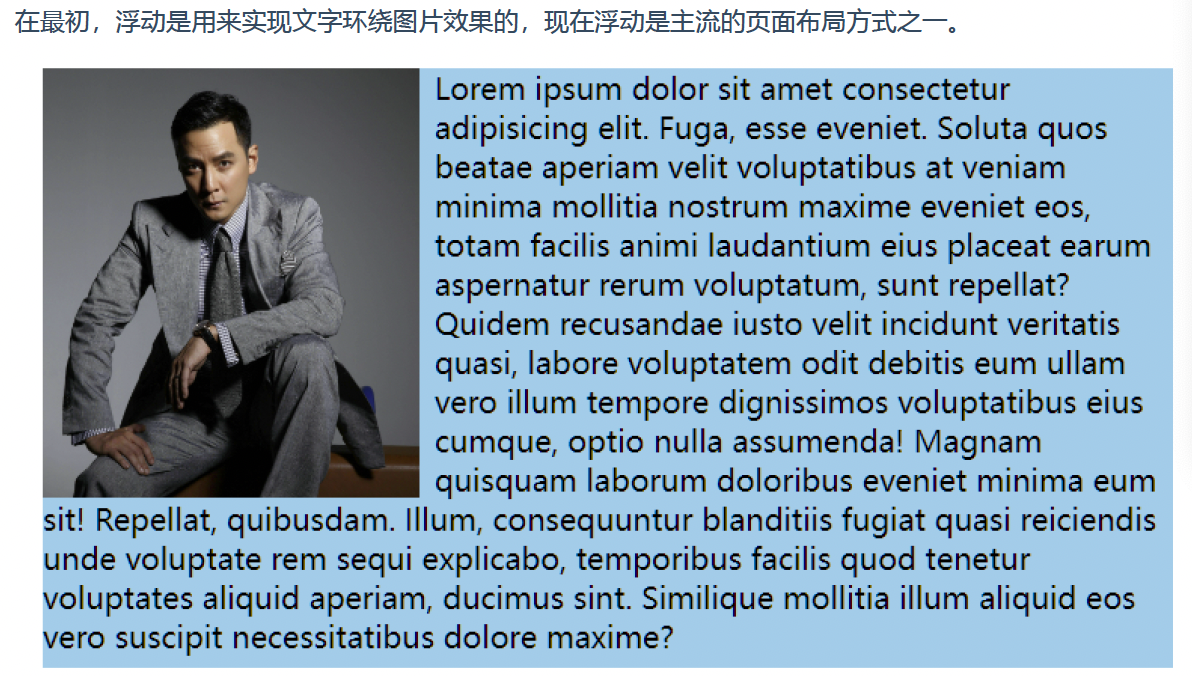 在最初，浮动是用来实现文字环绕图片效果的，现在浮动是主流的页面布局方式之一。
Lorem ipsum dolor sit amet consectetur
adipisicing elit. Fuga, esse eveniet. Soluta quos
beatae aperiam velit voluptatibus at veniam
minima mollitia nostrum maxime eveniet eos,
totam facilis animi laudantium eius placeat earum
aspernatur rerum voluptatum, sunt repellat?
Quidem recusandae iusto velit incidunt veritatis
quasi, labore voluptatem odit debitis eum ullam
vero illum tempore dignissimos voluptatibus eius
cumque, optio nulla assumenda! Magnam
quisquam laborum doloribus eveniet minima eum
sit! Repellat, quibusdam. Illum, consequuntur blanditiis fugiat quasi reiciendis
unde voluptate rem sequi explicabo, temporibus facilis quod tenetur
voluptates aliquid aperiam, ducimus sint. Similique mollitia illum aliquid eos
vero suscipit necessitatibus dolore maxime?